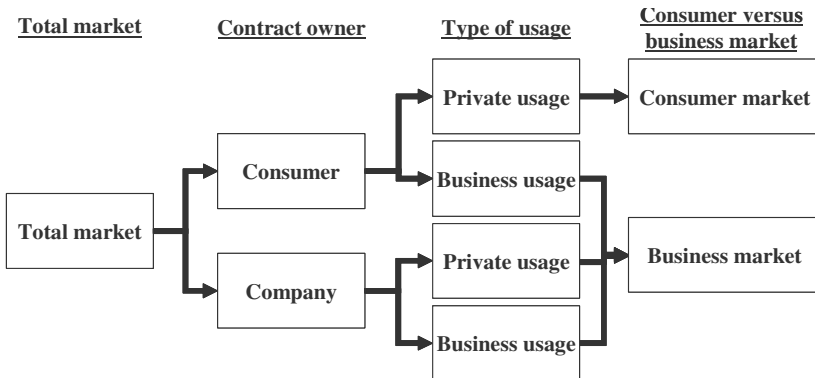 Total market
Contract owner
Type of usage
Consumer versus
business market
Private usage
Consumer market
Consumer
Business usage
Total market
Private usage
Business market
Company
Business usage